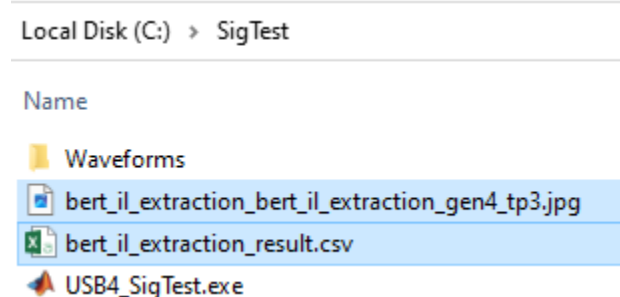 Local Disk (C:) > SigTest
Name
Waveforms
bert_il_extraction_bert_il_extraction_gen4_tp3.jpg
bert_il_extraction_result.csv
USB4_SigTest.exe